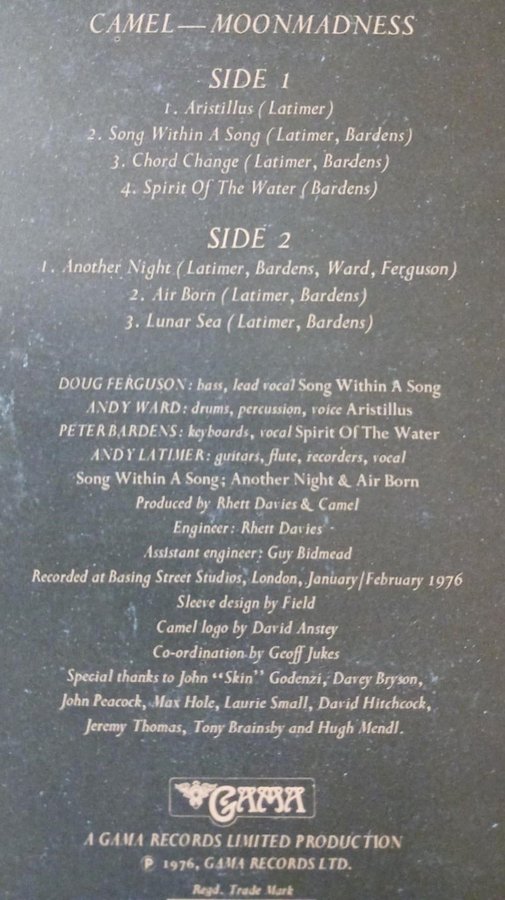 CAMEL — MOONMADNESS
SIDE 1
1. Aristillus (Latimer)
2. Song Within A Song (Latimer, Bardens)
3. Chord Change (Latimer, Bardens)
4. Spirit Of The Water (Bardens)
SIDE 2
1. Another Night (Latimer, Bardens, Ward, Ferguson)
2. Air Born (Latimer, Bardens)
3. Lunar Sea (Latimer, Bardens)
DOUG FERGUSON: bass, lead vocal Song Within A Song
ANDY WARD: drums, percussion, voice Aristillus
PETER BARDENS: keyboards, vocal Spirit Of The Water
ANDY LATIMER: guitars, flute, recorders, vocal
Song Within A Song; Another Night & Air Born
Produced by Rhett Davies & Camel
Engineer: Rhett Davies
Assistant engineer: Guy Bidmead
Recorded at Basing Street Studios, London, January/February 1976
Sleeve design by Field
Camel logo by David Anstey
Co-ordination by Geoff Jukes
Special thanks to John “Skin” Godenzi, Davey Bryson,
John Peacock, Max Hole, Laurie Small, David Hitchcock,
Jeremy Thomas, Tony Brainsby and Hugh Mendl.
GAMA
A GAMA RECORDS LIMITED PRODUCTION
℗ 1976, GAMA RECORDS LTD.
Regd. Trade Mark